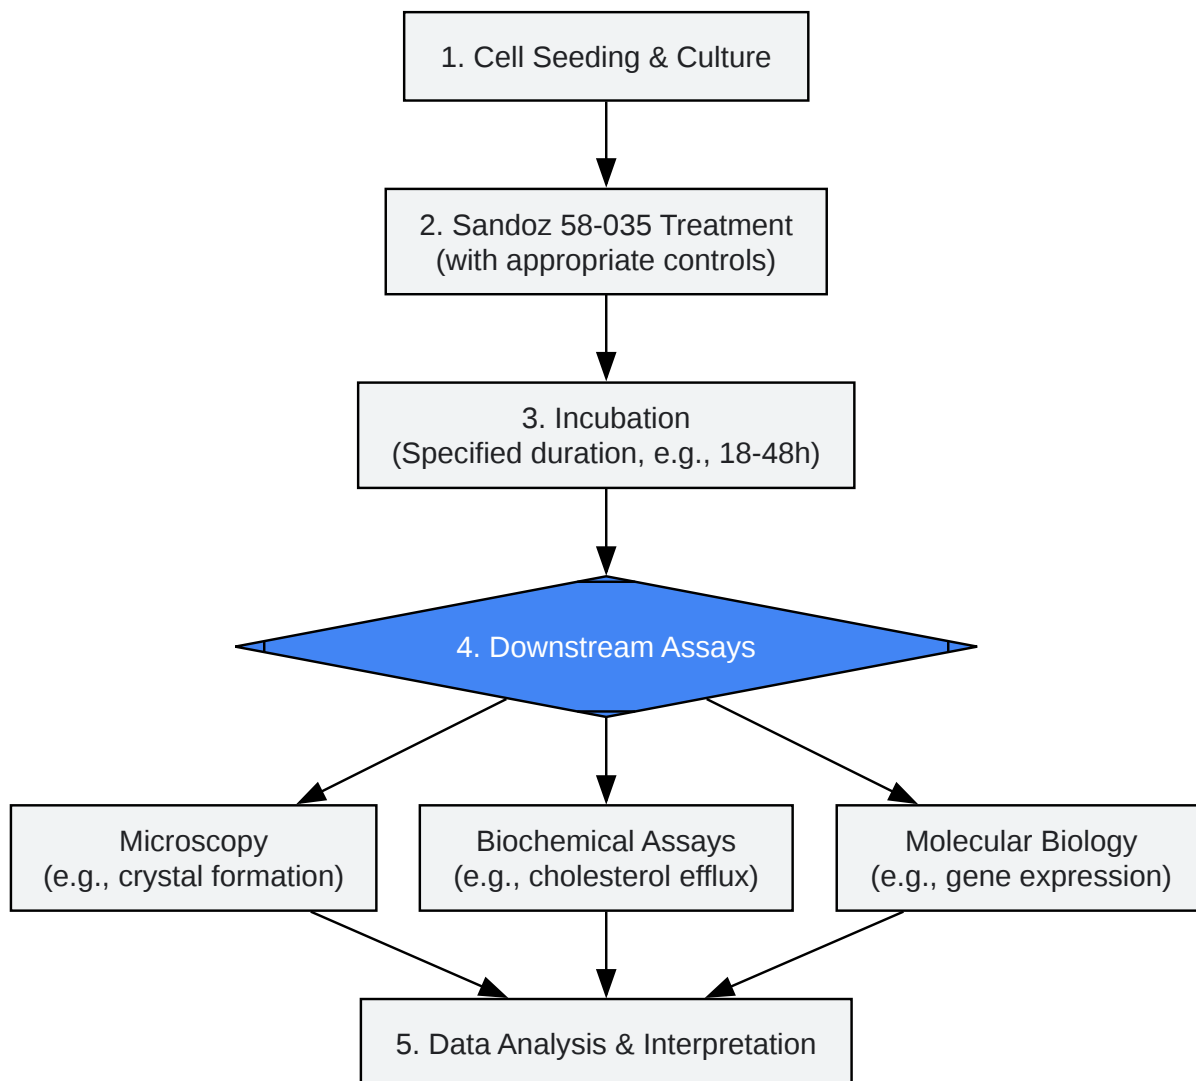 1. Cell Seeding & Culture
2. Sandoz 58-035 Treatment
(with appropriate controls)
3. Incubation
(Specified duration, e.g., 18-48h)
4. Downstream Assays
Microscopy
(e.g., crystal formation)
Biochemical Assays
(e.g., cholesterol efflux)
Molecular Biology
(e.g., gene expression)
5. Data Analysis & Interpretation